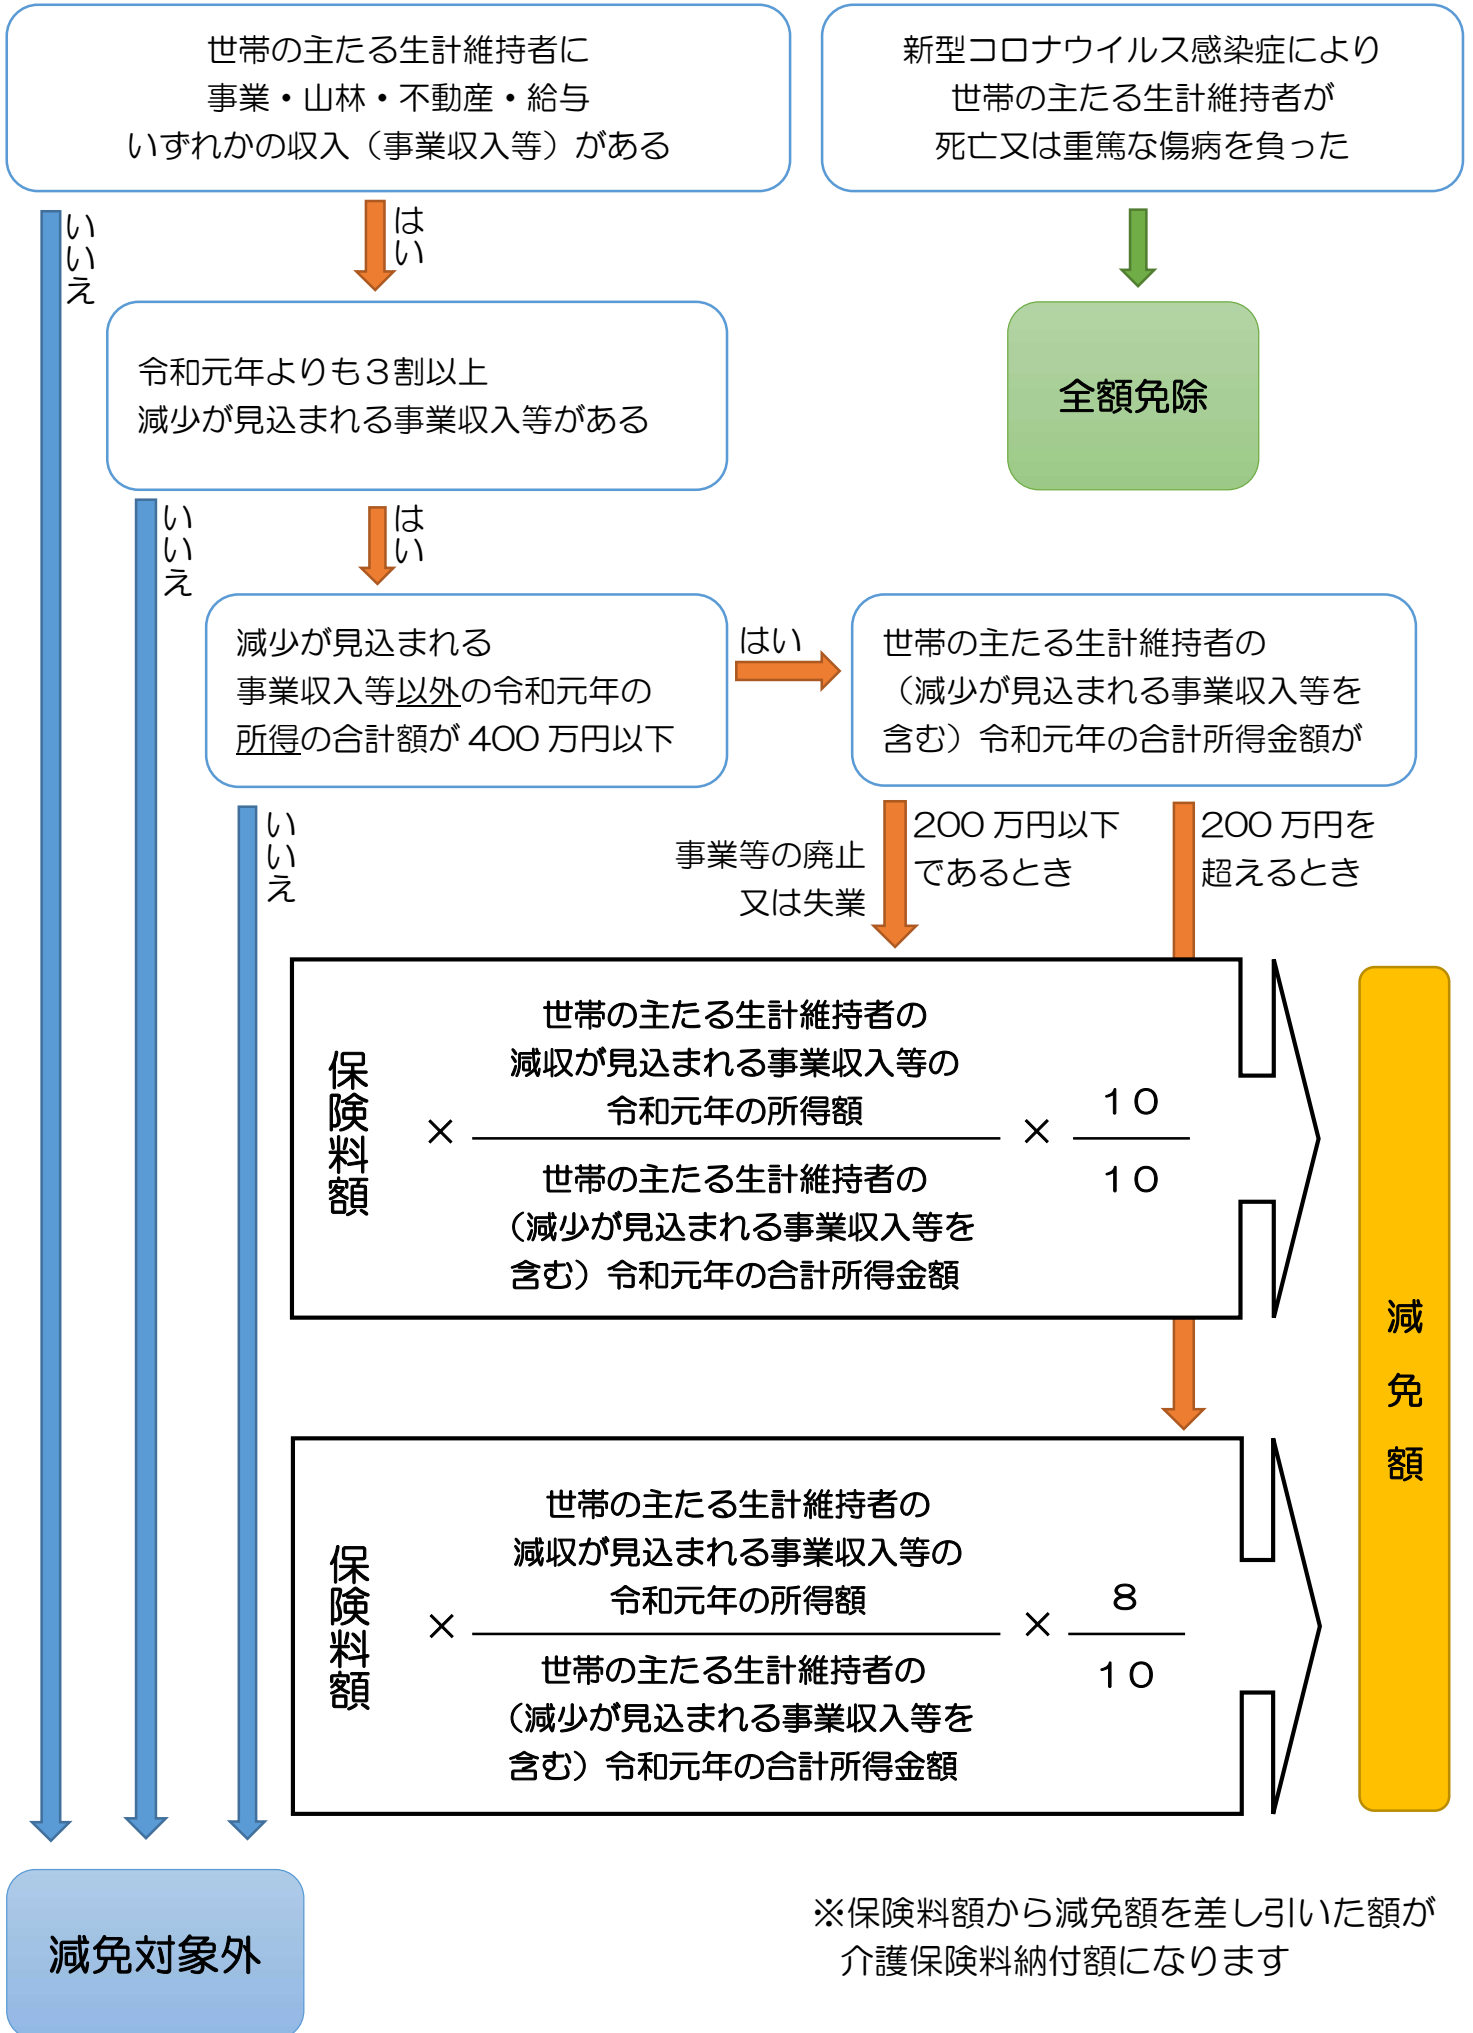 世帯の主たる生計維持者に
事業・山林・不動産・給与
いずれかの収入（事業収入等）がある
新型コロナウイルス感染症により
世帯の主たる生計維持者が
死亡又は重篤な傷病を負った
いいえ
はい
令和元年よりも３割以上
減少が見込まれる事業収入等がある
全額免除
いいえ
はい
減少が見込まれる
事業収入等以外の令和元年の
所得の合計額が 400 万円以下
はい
世帯の主たる生計維持者の
（減少が見込まれる事業収入等を
含む）令和元年の合計所得金額が
いいえ
事業等の廃止
又は失業
200 万円以下
であるとき
200 万円を
超えるとき
保険料額
×
世帯の主たる生計維持者の
減収が見込まれる事業収入等の
令和元年の所得額
世帯の主たる生計維持者の
（減少が見込まれる事業収入等を
含む）令和元年の合計所得金額
×
１０
１０
減免額
保険料額
×
世帯の主たる生計維持者の
減収が見込まれる事業収入等の
令和元年の所得額
世帯の主たる生計維持者の
（減少が見込まれる事業収入等を
含む）令和元年の合計所得金額
×
８
１０
減免対象外
※保険料額から減免額を差し引いた額が
介護保険料納付額になります